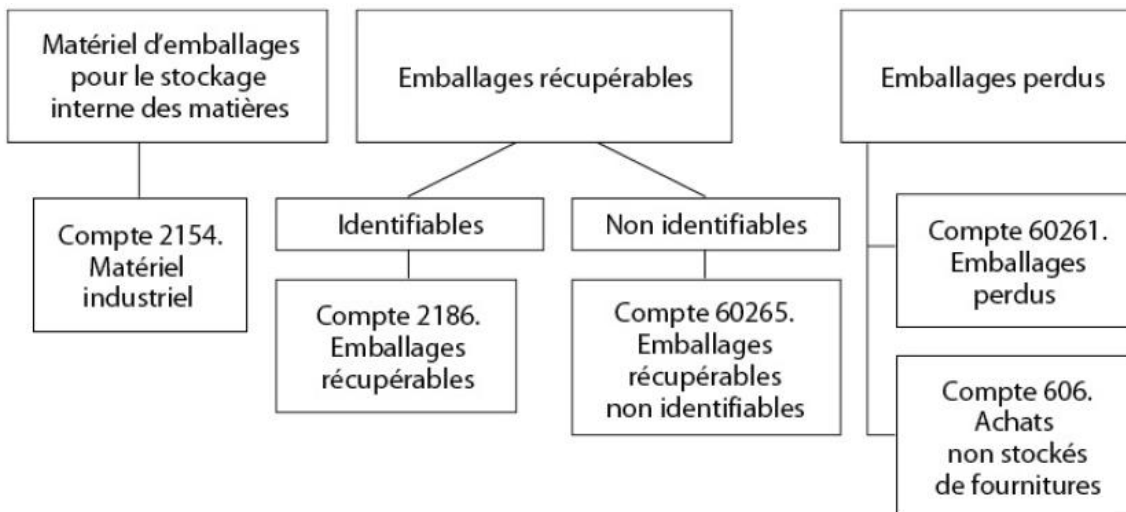 Matériel d’emballages
pour le stockage
interne des matières
Emballages récupérables
Emballages perdus
Compte 2154.
Matériel
industriel
Identifiables
Non identifiables
Compte 2186.
Emballages
récupérables
Compte 60265.
Emballages
récupérables
non identifiables
Compte 60261.
Emballages
perdus
Compte 606.
Achats
non stockés
de fournitures